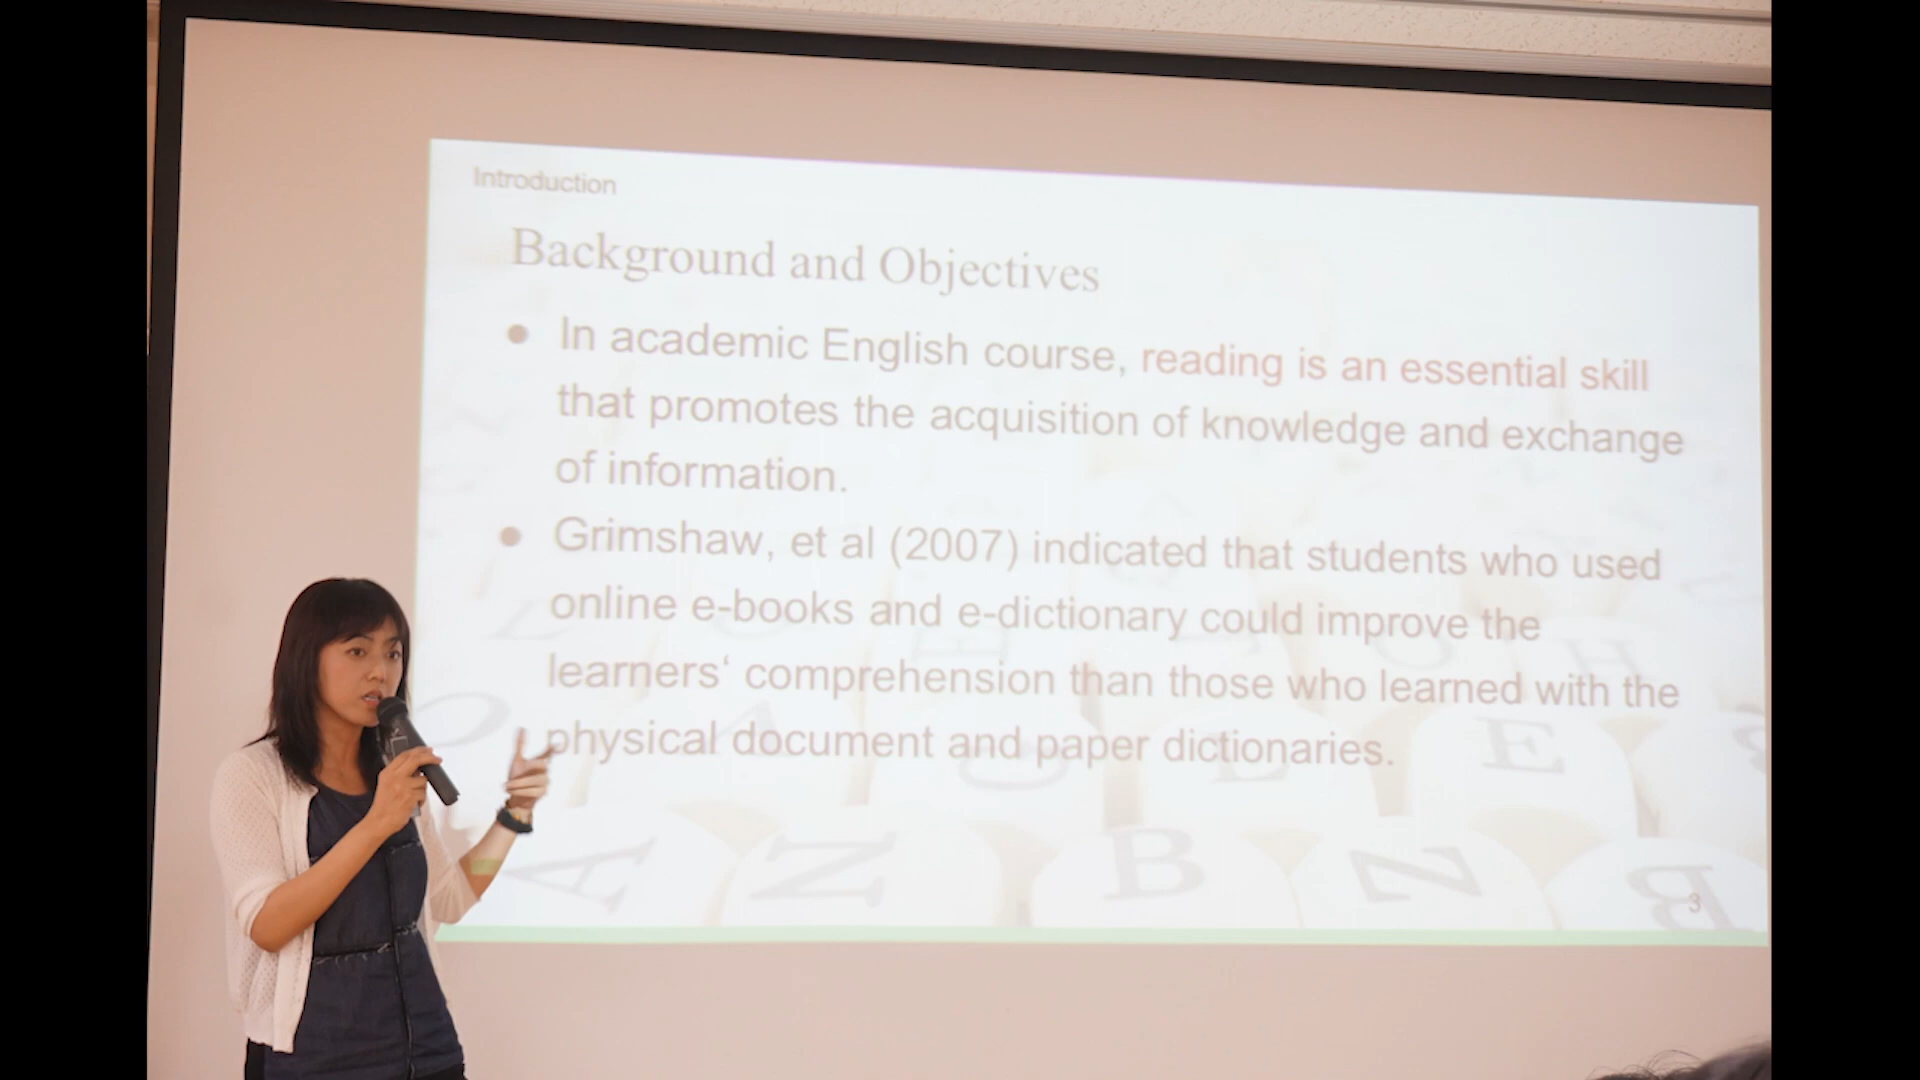 Introduction
Background and Objectives
• In academic English course, reading is an essential skill
that promotes the acquisition of knowledge and exchange
of information.
• Grimshaw, et al (2007) indicated that students who used
online e-books and e-dictionary could improve the
learners‘ comprehension than those who learned with the
physical document and paper dictionaries.
3